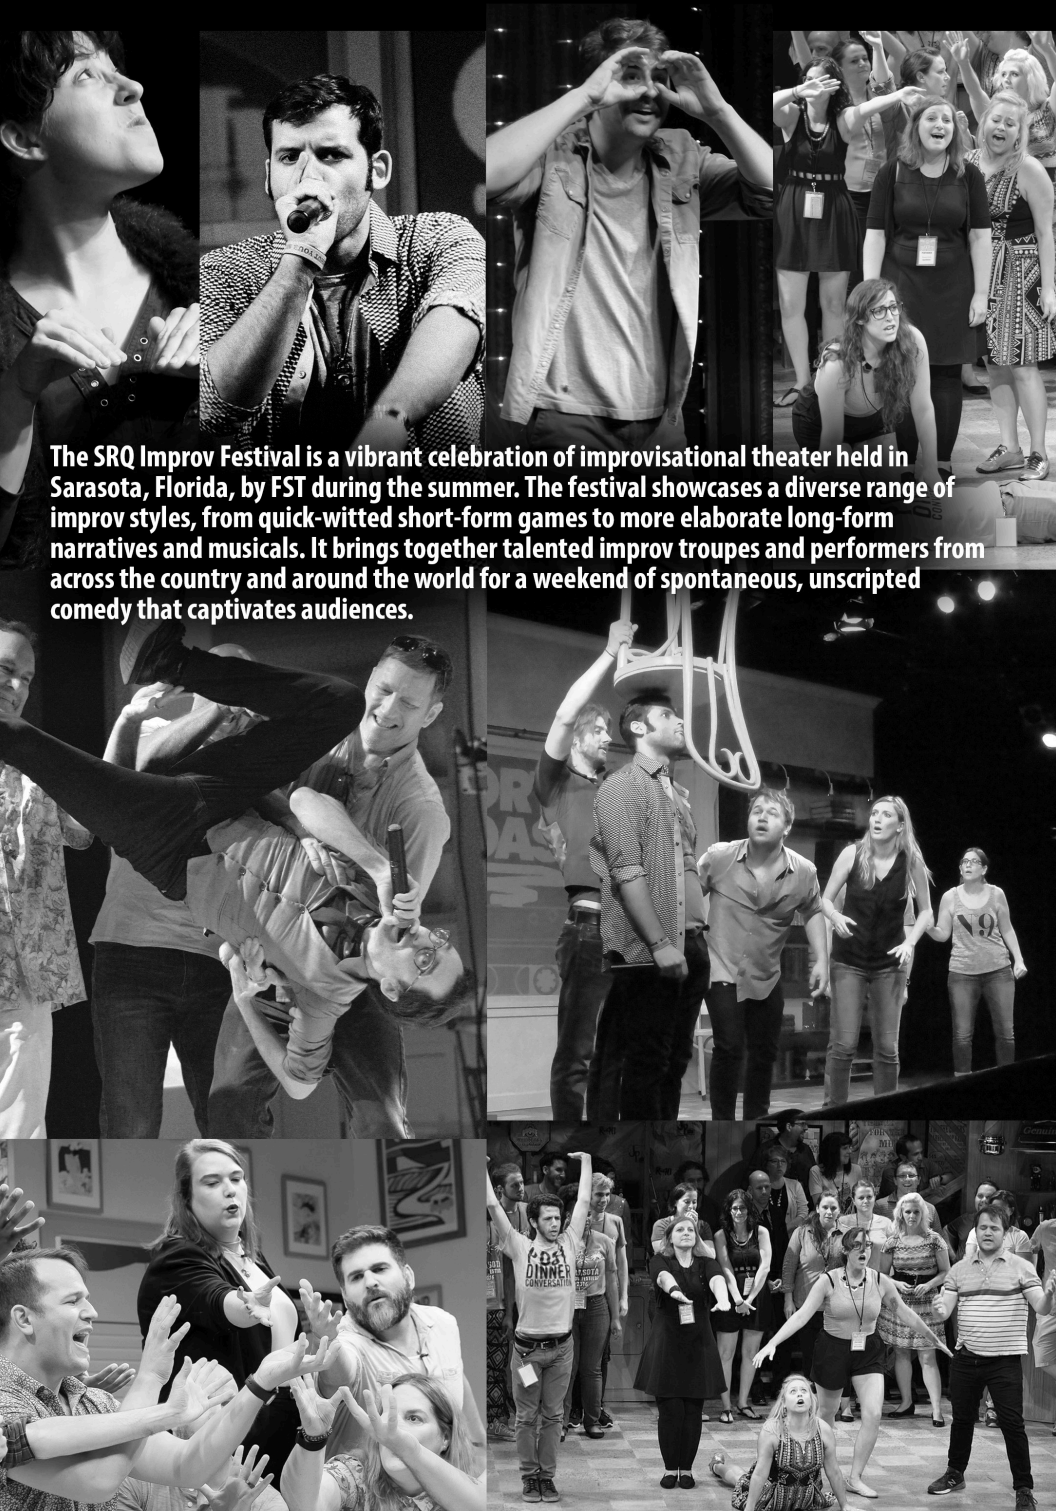 The SRQ Improv Festival is a vibrant celebration of improvisational theater held in
Sarasota, Florida, by FST during the summer. The festival showcases a diverse range of
improv styles, from quick-witted short-form games to more elaborate long-form
narratives and musicals. It brings together talented improv troupes and performers from
across the country and around the world for a weekend of spontaneous, unscripted
comedy that captivates audiences.
N9
POST
DINNER
CONVERSATION